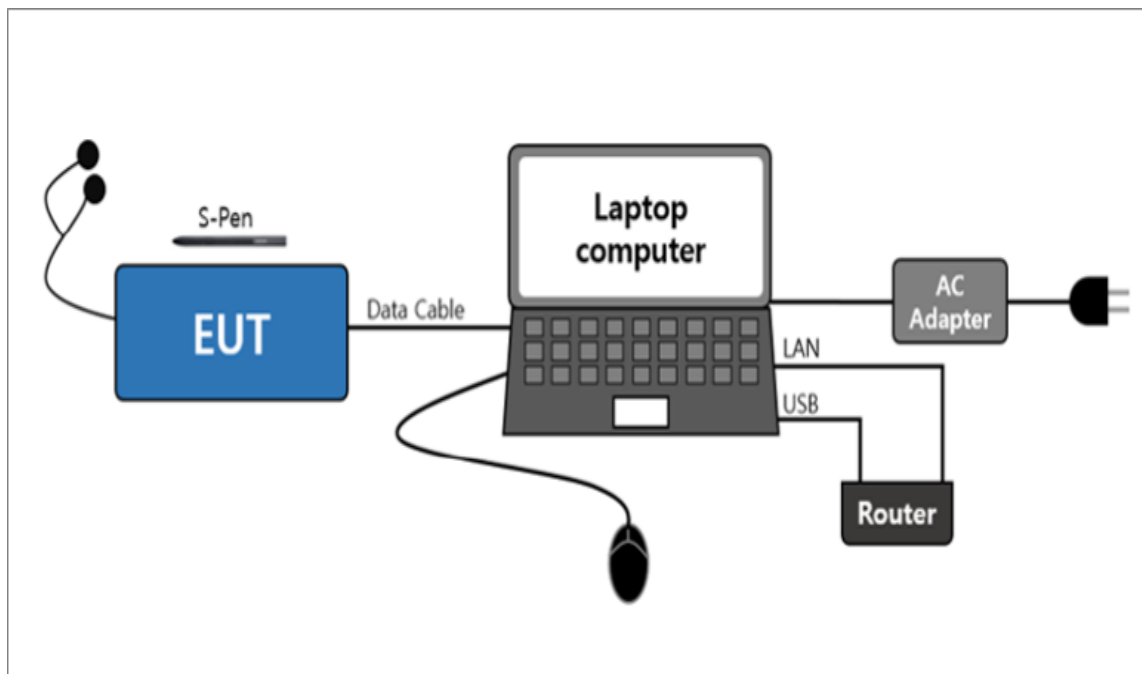 S-Pen
EUT
Data Cable
Laptop
computer
AC
Adapter
LAN
USB
Router